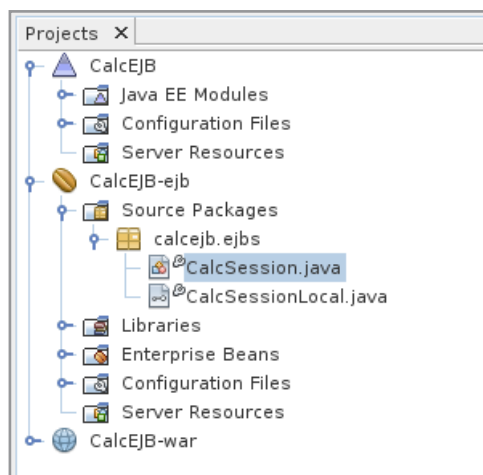 Projects
CalcEJB
Java EE Modules
Configuration Files
Server Resources
CalcEJB-ejb
Source Packages
calcejb.ejbs
CalcSession.java
CalcSessionLocal.java
Libraries
Enterprise Beans
Configuration Files
Server Resources
CalcEJB-war